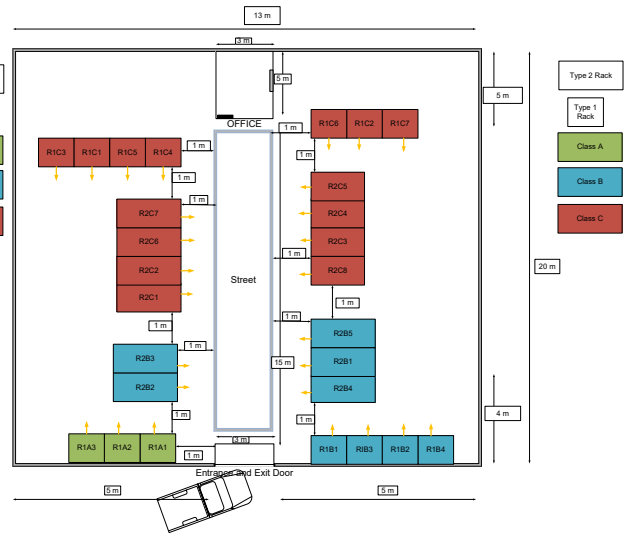 13 m
3 m
5 m
5 m
Type 2 Rack
Type 1
Rack
OFFICE
R1C6 R1C2 R1C7
1 m
Class A
R1C3 R1C1 R1C5 R1C4
1 m
1 m
1 m
Class B
R2C5
1 m
R2C7
R2C4
Class C
R2C6
R2C3
1 m
R2C2
R2C8
20 m
Street
R2C1
1 m
1 m
1 m
R2B5
R2B3
1 m
R2B1
15 m
R2B2
R2B4
1 m
1 m
4 m
3 m
R1A3 R1A2 R1A1
1 m
R1B1 RIB3 R1B2 R1B4
Entrance and Exit Door
5 m
5 m